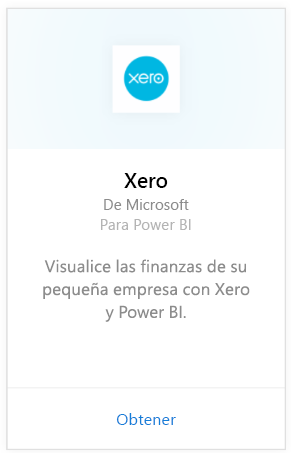 xero
Xero
De Microsoft
Para Power BI
Visualice las finanzas de su
pequeña empresa con Xero
y Power BI.
Obtener